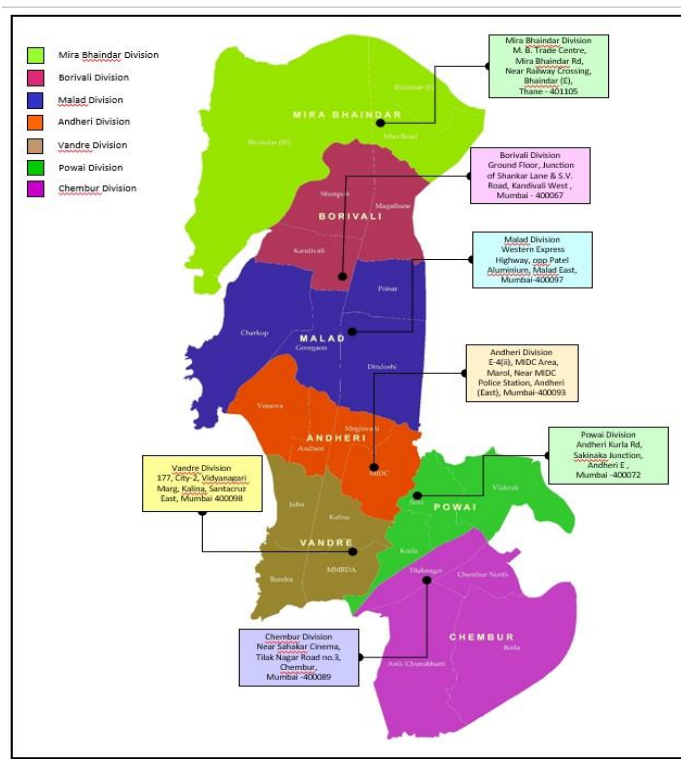 Mira Bhaindar Division
Borivali Division
Malad Division
Andheri Division
Vandre Division
Powai Division
Chembur Division
Mira Bhaindar Division
M. B. Trade Centre,
Mira Bhaindar Rd,
Near Railway Crossing,
Bhaindar (E),
Thane - 401105
Bhaindar (E)
MIRA BHAINDAR
Bhaindar (W)
Mira Road
Borivali Division
Ground Floor, Junction
of Shankar Lane & S.V.
Road, Kandivali West ,
Mumbai - 400067
Shimpoli
Magathane
BORIVALI
Kandivali
Malad Division
Western Express
Highway, opp Patel
Aluminium, Malad East,
Mumbai-400097
Poisar
Charkop
MALAD
Goregaon
Dindoshi
Andheri Division
E-4(ii), MIDC Area,
Marol, Near MIDC
Police Station, Andheri
(East), Mumbai-400093
Versova
Meghwadi
ANDHERI
Andheri
MIDC
Powai Division
Andheri Kurla Rd,
Sakinaka Junction,
Andheri E ,
Mumbai -400072
Vandre Division
177, City-2, Vidyanagari
Marg, Kalina, Santacruz
East, Mumbai 400098
Saki
Vikhroli
POWAI
Juhu
Kalina
Kurla
VANDRE
Bandra
MMRDA
Tilaknagar
Chembur North
Chembur Division
Near Sahakar Cinema,
Tilak Nagar Road no.3,
Chembur,
Mumbai -400089
CHEMBUR
Borla
Anik-Chunabhatti